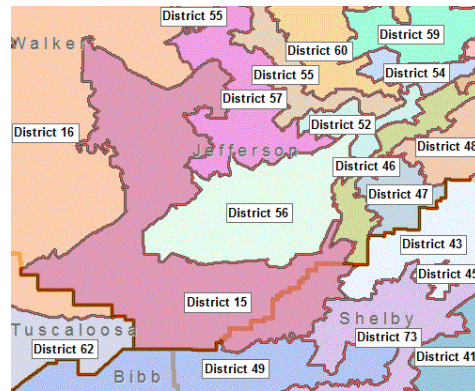 District 55
District 59
Walker
District 60
District 55
District 54
District 57
District 16
District 52
Jefferson
District 48
District 46
District 47
District 56
District 43
District 45
District 15
Shelby
Tuscaloosa
District 62
District 73
District 41
District 49
Bibb